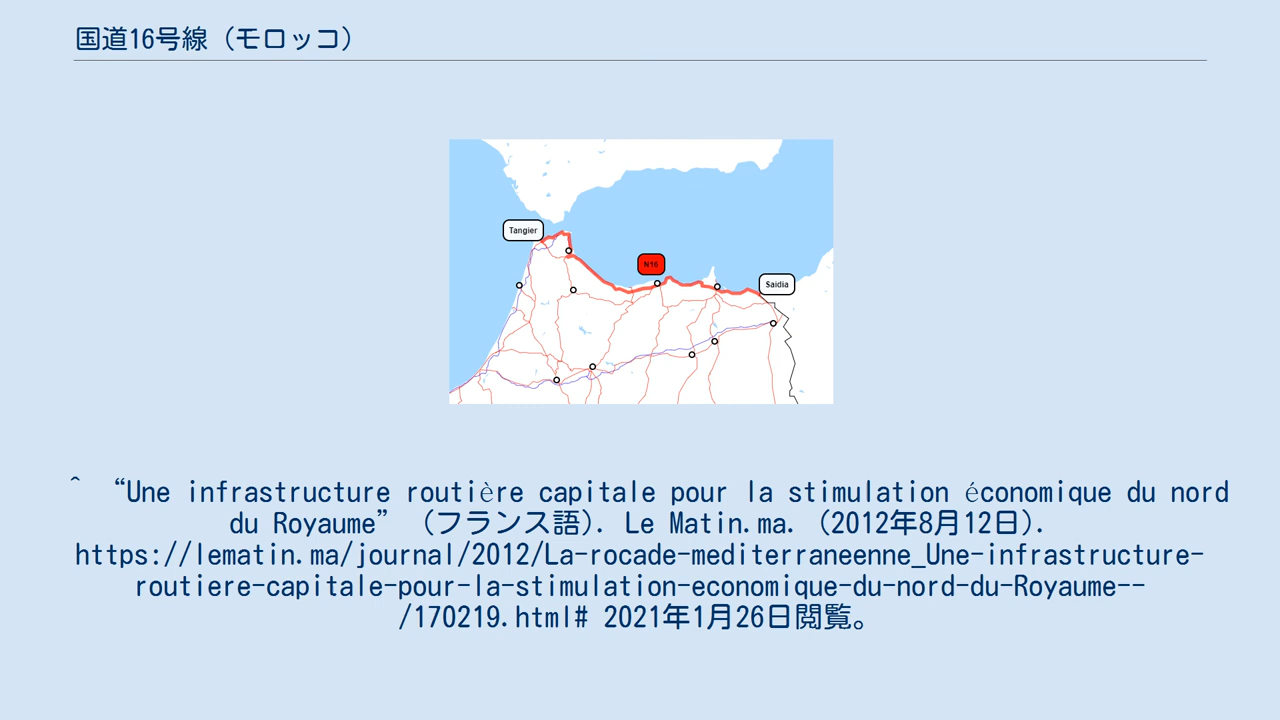 国道16号線（モロッコ）
Tangier
N16
Saidia
^ “Une infrastructure routière capitale pour la stimulation économique du nord
du Royaume” （フランス語）. Le Matin.ma. （2012年8月12日）.
https://lematin.ma/journal/2012/La-rocade-mediterraneenne_Une-infrastructure-
routiere-capitale-pour-la-stimulation-economique-du-nord-du-Royaume--
/170219.html# 2021年1月26日閲覧。